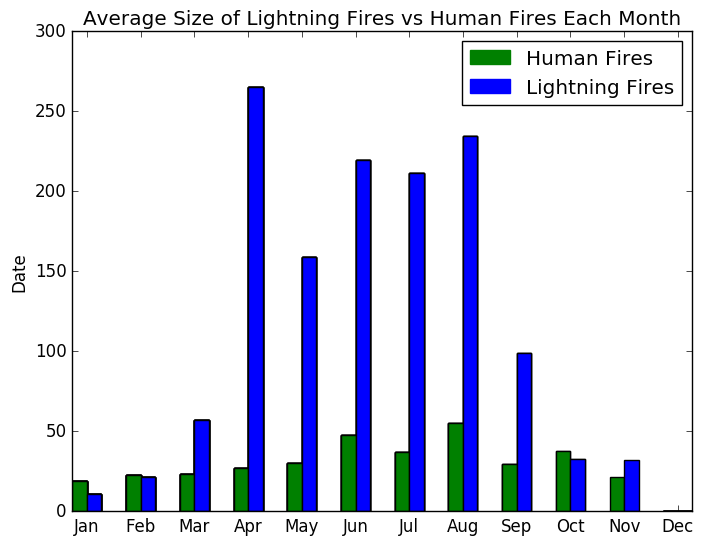 Average Size of Lightning Fires vs Human Fires Each Month
Human Fires
Lightning Fires
Date
300
250
200
150
100
50
0
Jan Feb Mar Apr May Jun Jul Aug Sep Oct Nov Dec